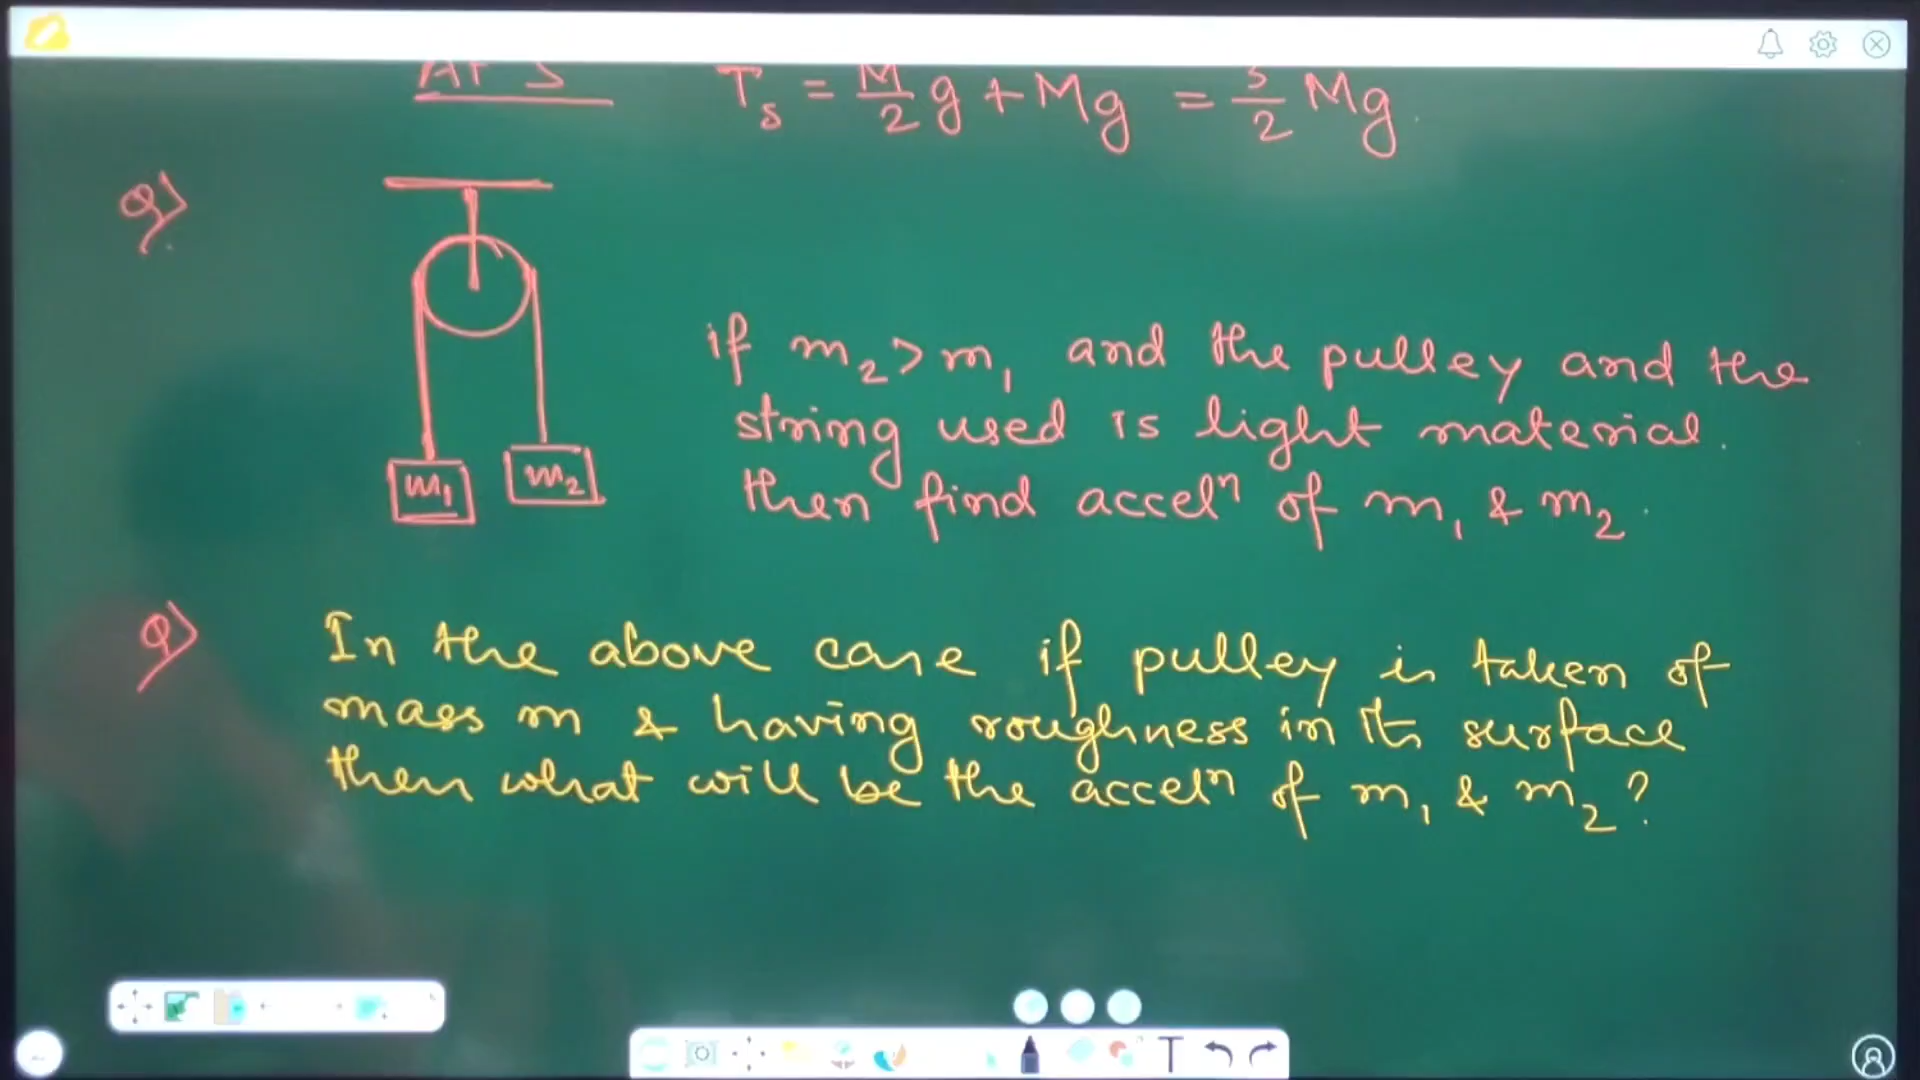 T_s = M/2 g + Mg = 3/2 Mg.
Q)
if m₂ > m₁ and the pulley and the
string used is light material.
then find accelⁿ of m₁ & m₂.
m₁ m₂
Q) In the above case if pulley is taken of
mass m & having roughness in its surface
then what will be the accelⁿ of m₁ & m₂?
T